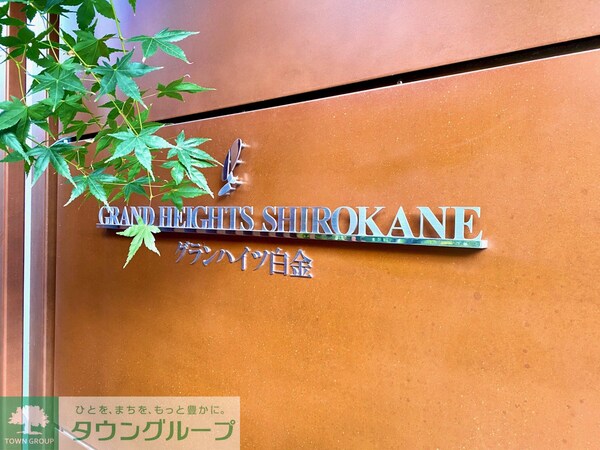 GRAND HEIGHTS SHIROKANE
グランハイツ白金
ひとを、まちを、もっと豊かに。
タウングループ
TOWN GROUP